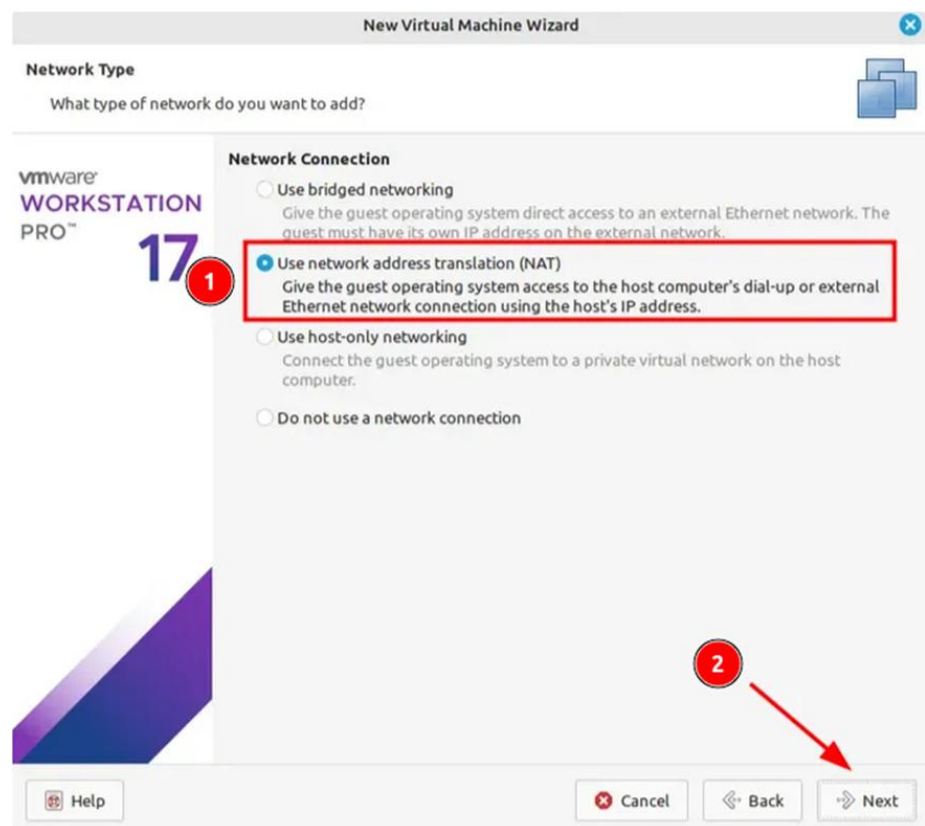 New Virtual Machine Wizard
Network Type
What type of network do you want to add?
vmware
WORKSTATION
PRO™
17
Network Connection
Use bridged networking
Give the guest operating system direct access to an external Ethernet network. The
guest must have its own IP address on the external network.
1
Use network address translation (NAT)
Give the guest operating system access to the host computer's dial-up or external
Ethernet network connection using the host's IP address.
Use host-only networking
Connect the guest operating system to a private virtual network on the host
computer.
Do not use a network connection
2
Help
Cancel
Back
Next